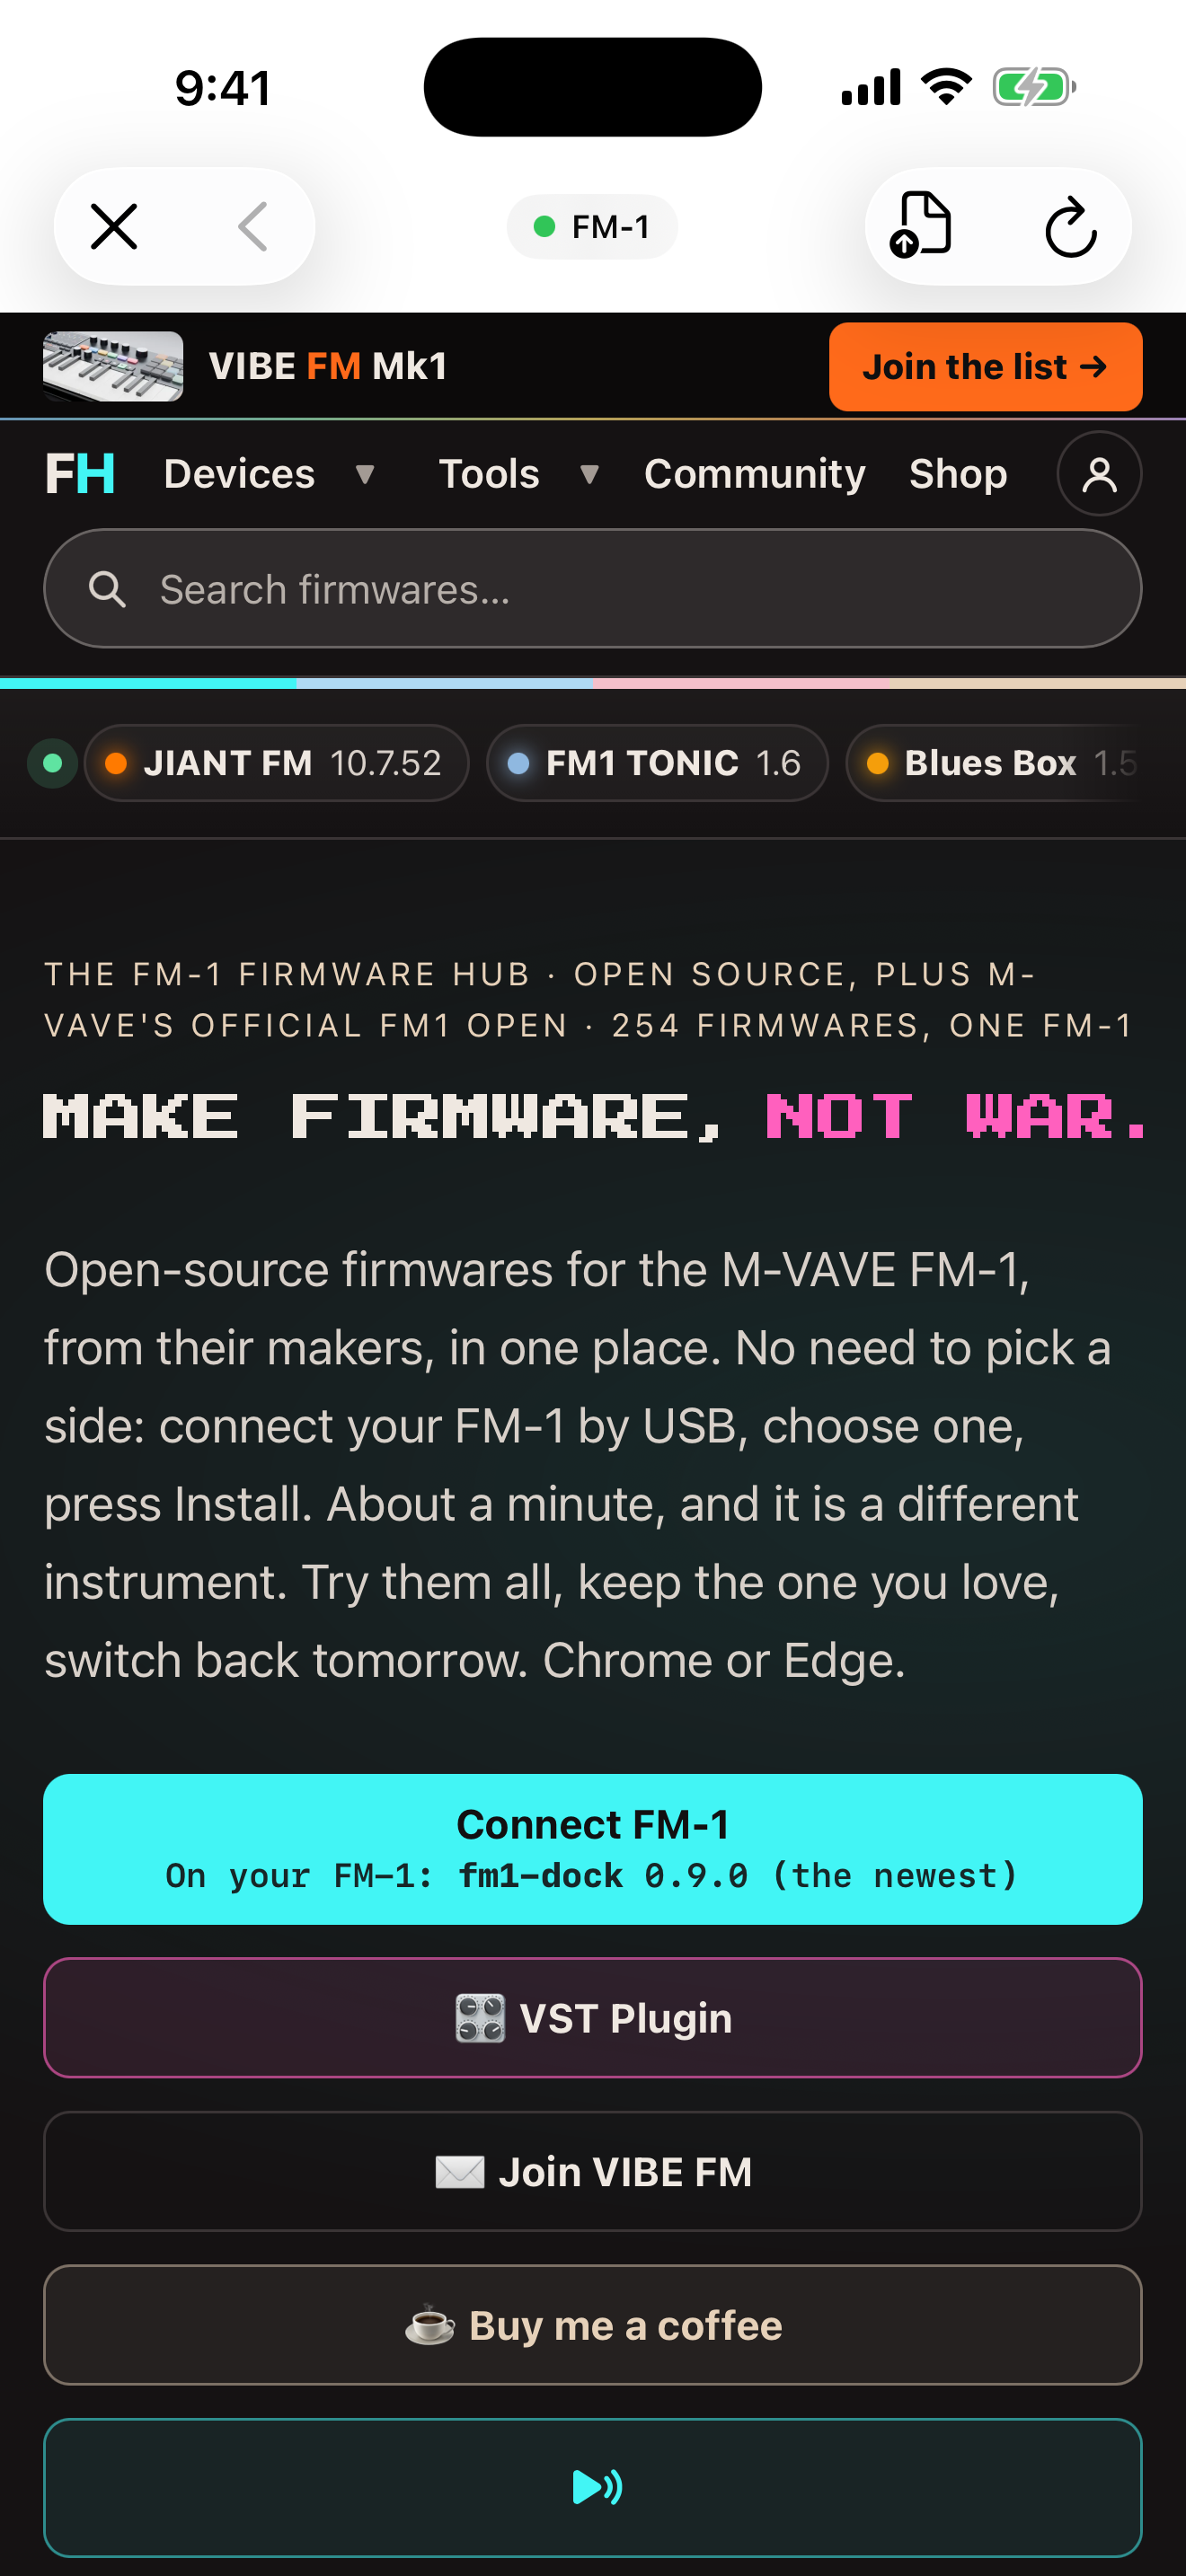 9:41
FM-1
VIBE FM Mk1
Join the list →
FH Devices ▼ Tools ▼ Community Shop
Search firmwares...
JIANT FM 10.7.52 FM1 TONIC 1.6 Blues Box 1.5
THE FM-1 FIRMWARE HUB · OPEN SOURCE, PLUS M-
VAVE'S OFFICIAL FM1 OPEN · 254 FIRMWARES, ONE FM-1
MAKE FIRMWARE, NOT WAR.
Open-source firmwares for the M-VAVE FM-1,
from their makers, in one place. No need to pick a
side: connect your FM-1 by USB, choose one,
press Install. About a minute, and it is a different
instrument. Try them all, keep the one you love,
switch back tomorrow. Chrome or Edge.
Connect FM-1
On your FM-1: fm1-dock 0.9.0 (the newest)
VST Plugin
Join VIBE FM
Buy me a coffee